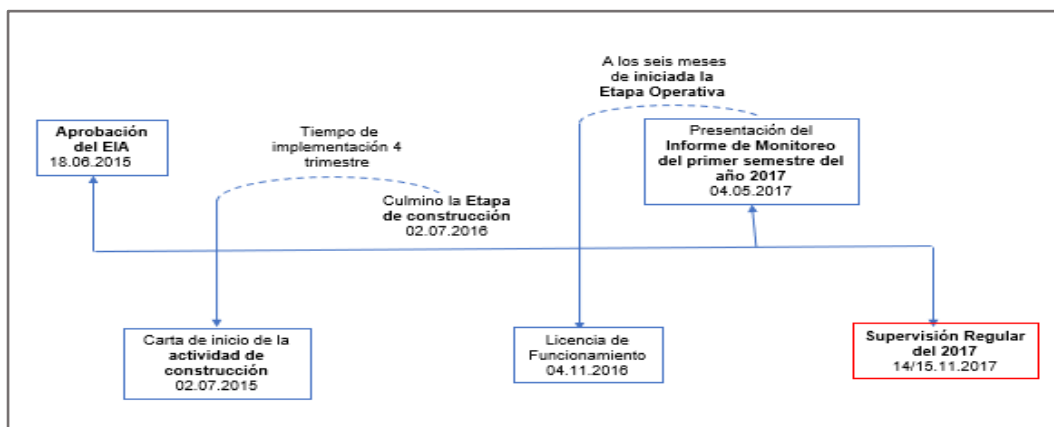 Aprobación
del EIA
18.06.2015
Tiempo de
implementación 4
trimestre
Culmino la Etapa
de construcción
02.07.2016
A los seis meses
de iniciada la
Etapa Operativa
Presentación del
Informe de Monitoreo
del primer semestre del
año 2017
04.05.2017
Carta de inicio de la
actividad de
construcción
02.07.2015
Licencia de
Funcionamiento
04.11.2016
Supervisión Regular
del 2017
14/15.11.2017